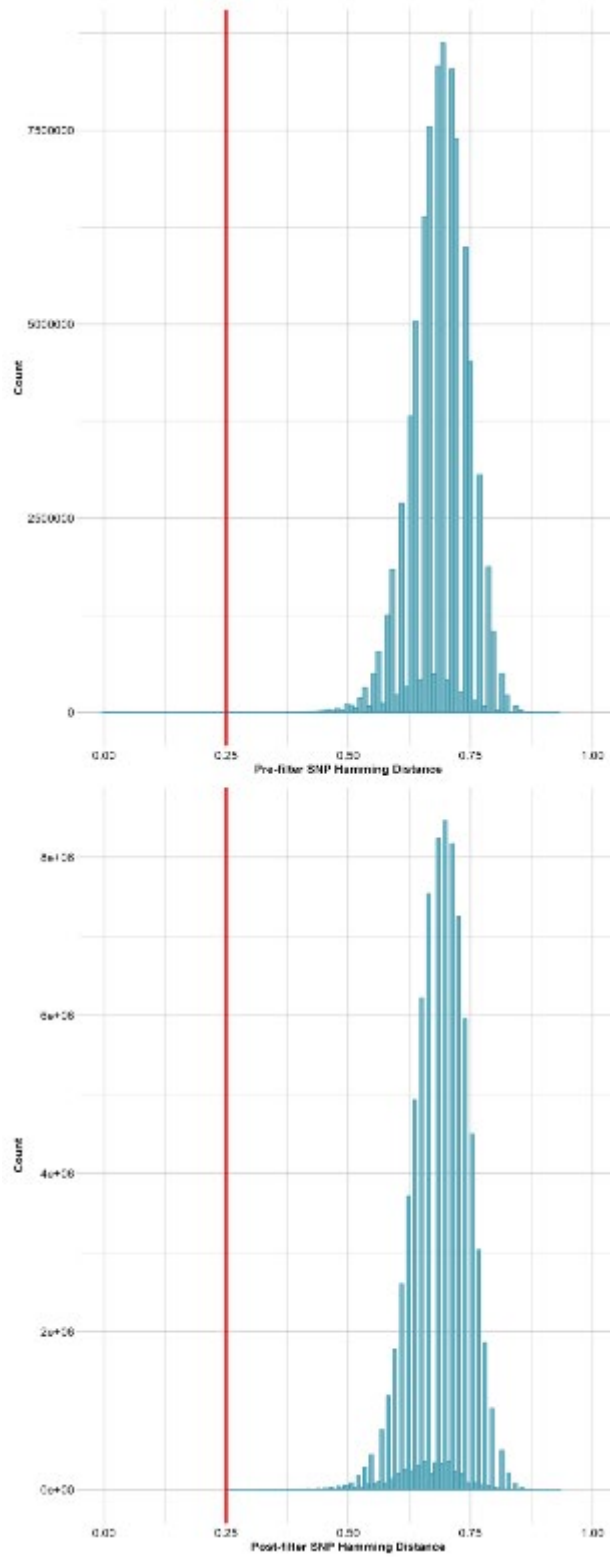 7500000
5000000
Count
2500000
0
0.00 0.25 0.50 0.75 1.00
Pre-filter SNP Hamming Distance
8e+06
6e+06
Count
4e+06
2e+06
0e+00
0.00 0.25 0.50 0.75 1.00
Post-filter SNP Hamming Distance